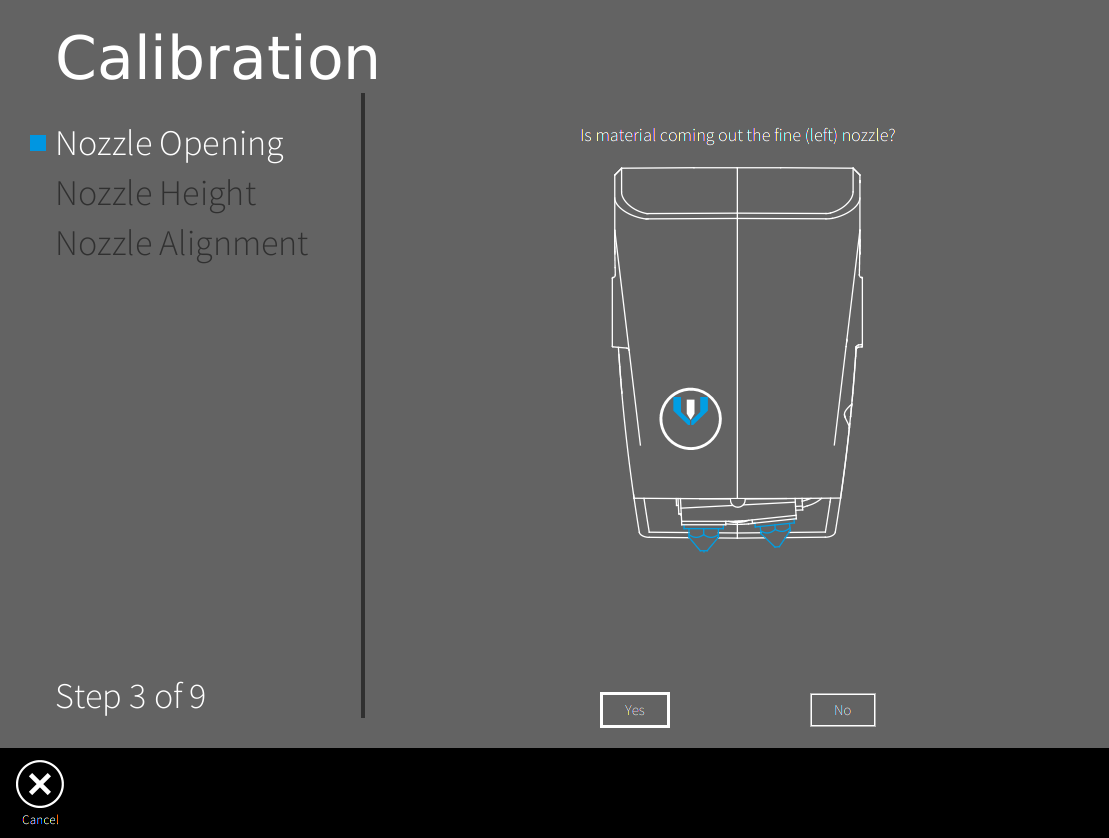 Calibration
Nozzle Opening
Nozzle Height
Nozzle Alignment
Is material coming out the fine (left) nozzle?
Step 3 of 9
Yes
No
Cancel